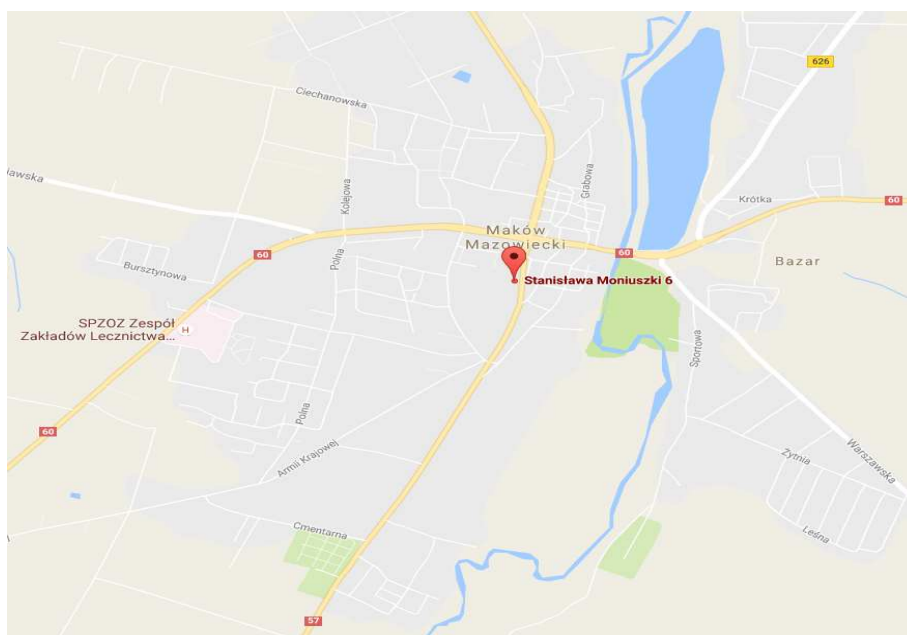 626
Ciechanowska
Grabowa
ławska
Kolejowa
Krótka
60
Maków
Mazowiecki
60
60
Polna
Bazar
Bursztynowa
Stanisława Moniuszki 6
SPZOZ Zespół
Zakładów Lecznictwa...
H
Sportowa
Polna
60
Armii Krajowej
Żytnia
Warszawska
Cmentarna
Leśna
57